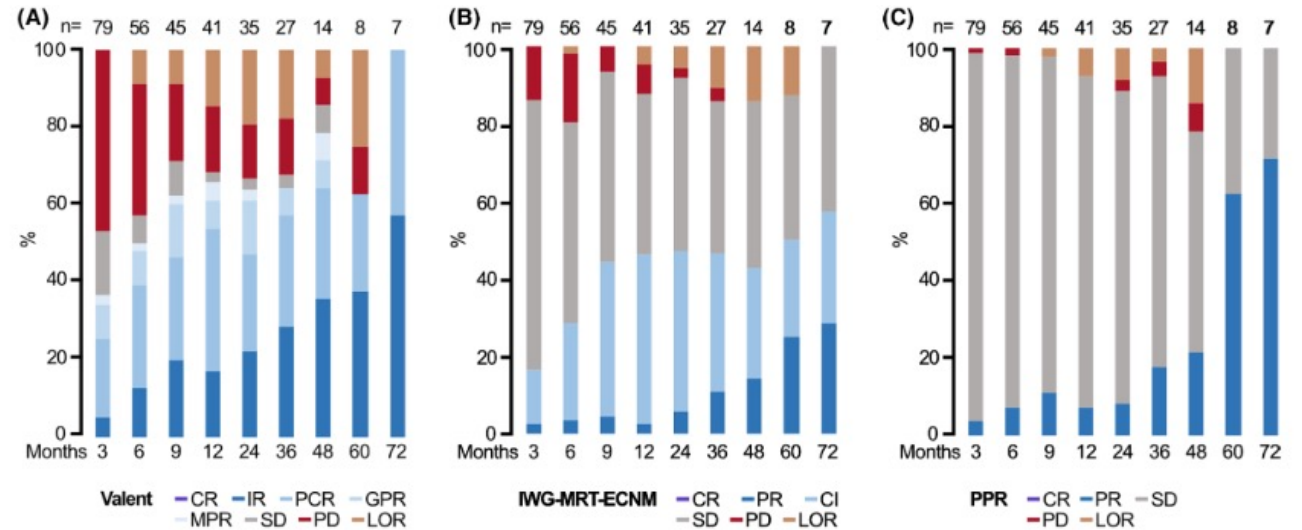 (A) n= 79 56 45 41 35 27 14 8 7
100
80
60
%
40
20
0
Months 3 6 9 12 24 36 48 60 72
Valent CR IR PCR GPR
MPR SD PD LOR
(B) n= 79 56 45 41 35 27 14 8 7
100
80
60
%
40
20
0
Months 3 6 9 12 24 36 48 60 72
IWG-MRT-ECNM CR PR CI
SD PD LOR
(C) n= 79 56 45 41 35 27 14 8 7
100
80
60
%
40
20
0
Months 3 6 9 12 24 36 48 60 72
PPR CR PR SD
PD LOR